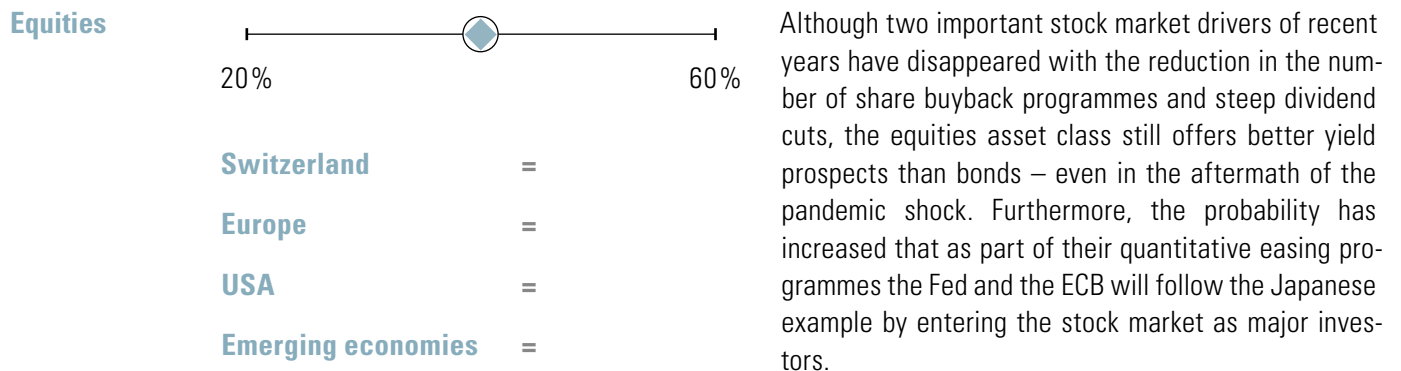 Equities
20% 60%
Switzerland =
Europe =
USA =
Emerging economies =
Although two important stock market drivers of recent
years have disappeared with the reduction in the num-
ber of share buyback programmes and steep dividend
cuts, the equities asset class still offers better yield
prospects than bonds – even in the aftermath of the
pandemic shock. Furthermore, the probability has
increased that as part of their quantitative easing pro-
grammes the Fed and the ECB will follow the Japanese
example by entering the stock market as major inves-
tors.